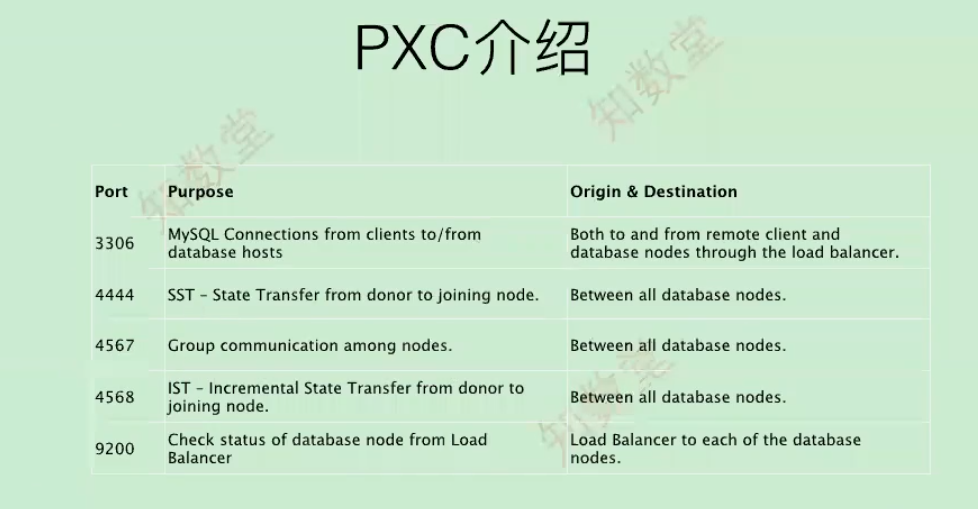 PXC介绍
知数堂
知数堂
Port Purpose Origin & Destination
3306 MySQL Connections from clients to/from database hosts Both to and from remote client and database nodes through the load balancer.
4444 SST – State Transfer from donor to joining node. Between all database nodes.
4567 Group communication among nodes. Between all database nodes.
4568 IST – Incremental State Transfer from donor to joining node. Between all database nodes.
9200 Check status of database node from Load Balancer Load Balancer to each of the database nodes.
知数堂